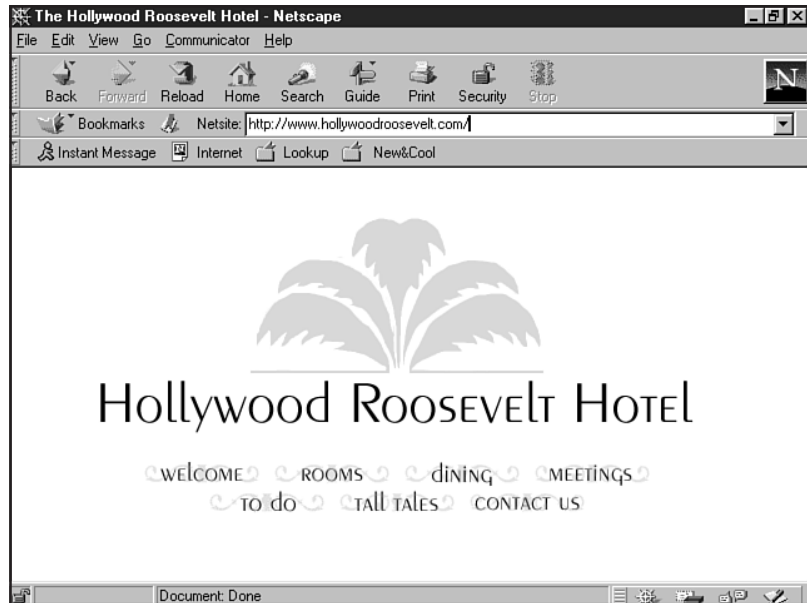 The Hollywood Roosevelt Hotel - Netscape
File Edit View Go Communicator Help
Back Forward Reload Home Search Guide Print Security Stop
N
Bookmarks Netsite: http://www.hollywoodroosevelt.com/
Instant Message Internet Lookup New&Cool
Hollywood Roosevelt Hotel
welcome rooms dining meetings
to do tall tales contact us
Document: Done